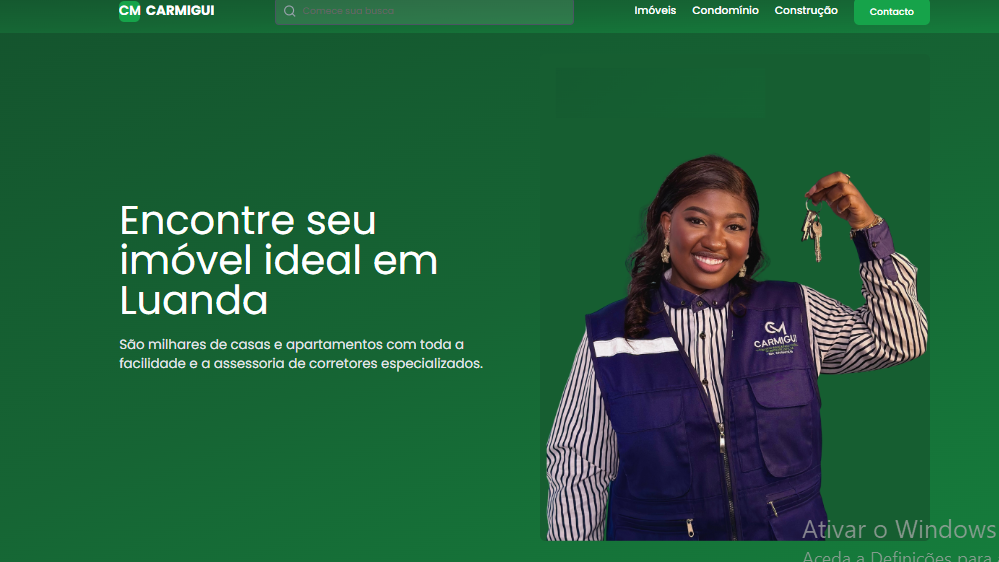 CM CARMIGUI
Comece sua busca
Imóveis
Condomínio
Construção
Contacto
Encontre seu
imóvel ideal em
Luanda
São milhares de casas e apartamentos com toda a
facilidade e a assessoria de corretores especializados.
CM
CARMIGUI
Ativar o Windows
Aceda a Definições para